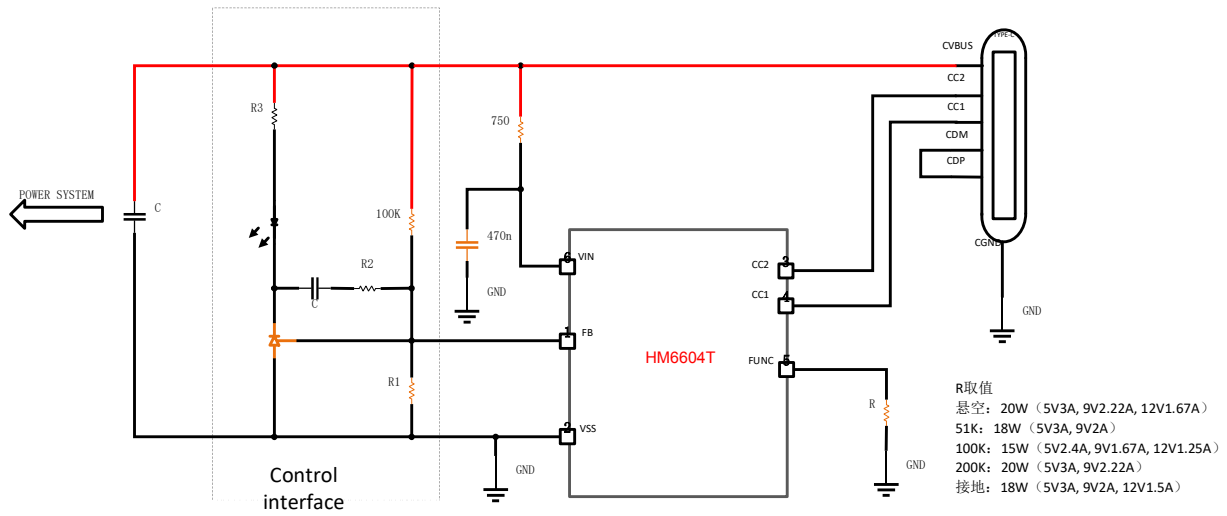 TYPE-C
CVBUS
CC2
CC1
CDM
CDP
CGND
GND
R3
750
POWER SYSTEM
C
100K
470n
R2
C
GND
6
VIN
3
CC2
4
CC1
1
FB
HM6604T
5
FUNC
R1
R
2
VSS
GND
GND
Control
interface
R取值
悬空：20W（5V3A, 9V2.22A, 12V1.67A）
51K：18W（5V3A, 9V2A）
100K：15W（5V2.4A, 9V1.67A, 12V1.25A）
200K：20W（5V3A, 9V2.22A）
接地：18W（5V3A, 9V2A, 12V1.5A）